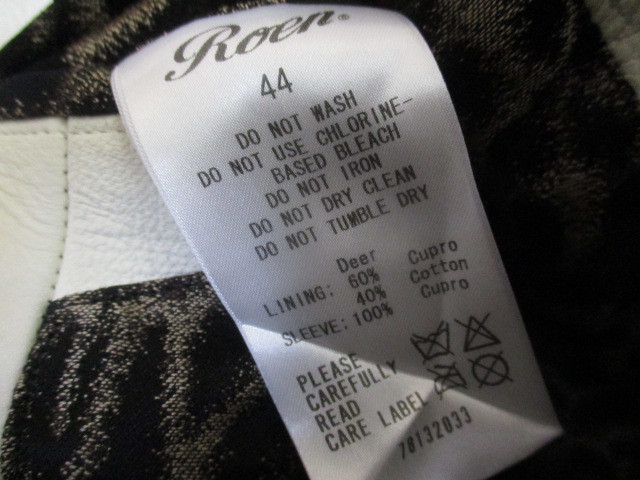 Roen®
44
DO NOT WASH
DO NOT USE CHLORINE-
BASED BLEACH
DO NOT IRON
DO NOT DRY CLEAN
DO NOT TUMBLE DRY
Deer
LINING: 60% Cupro
40% Cotton
SLEEVE: 100% Cupro
PLEASE
CAREFULLY
READ
CARE LABEL
78132033